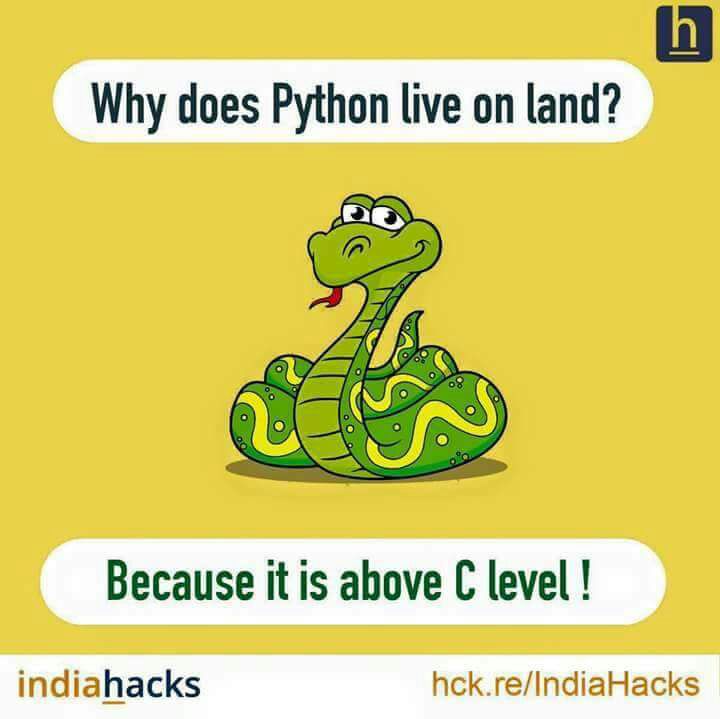 h
Why does Python live on land?
Because it is above C level !
indiahacks
hck.re/IndiaHacks